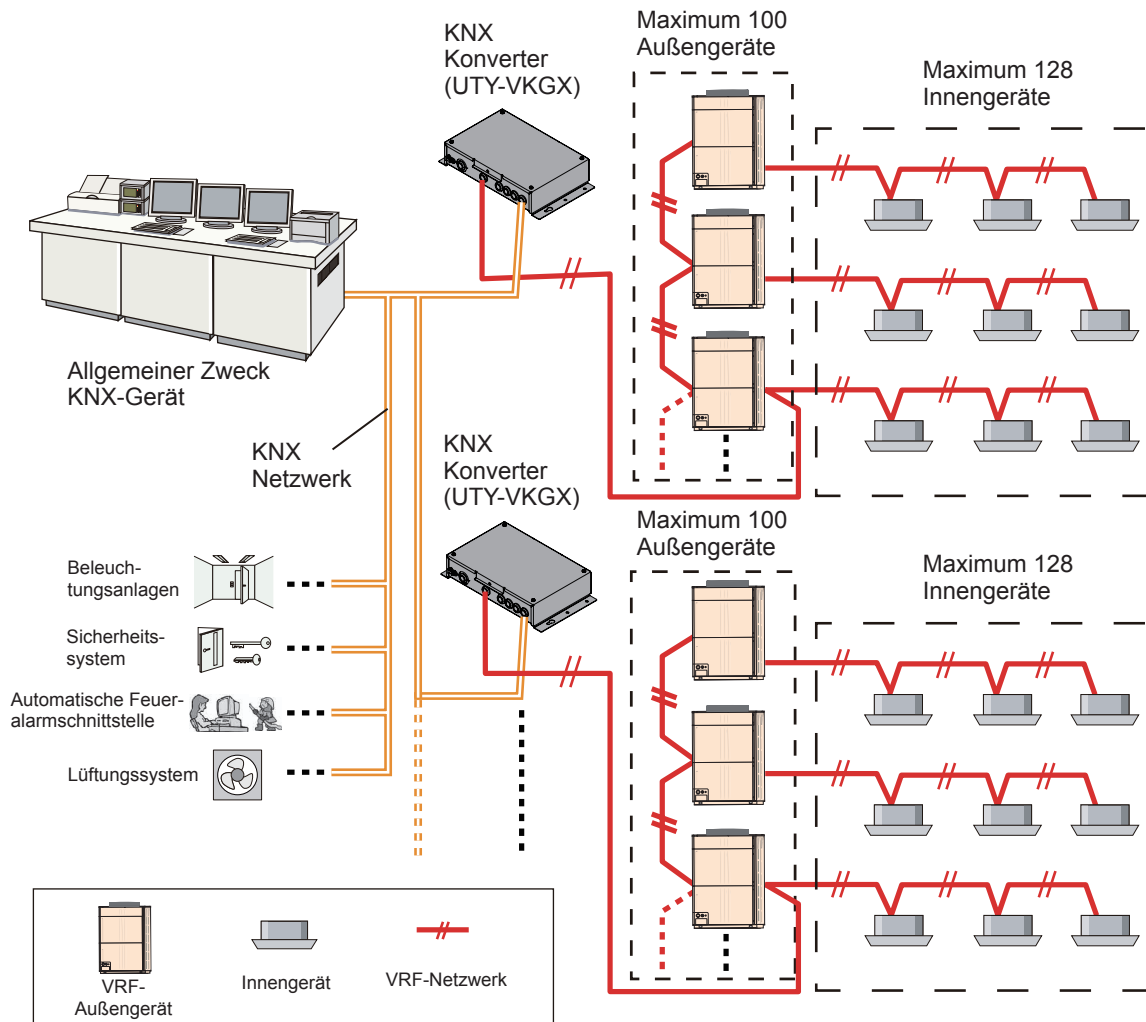 KNX
Konverter
(UTY-VKGX)
Maximum 100
Außengeräte
Maximum 128
Innengeräte
Allgemeiner Zweck
KNX-Gerät
KNX
Netzwerk
KNX
Konverter
(UTY-VKGX)
Maximum 100
Außengeräte
Maximum 128
Innengeräte
Beleuch-
tungsanlagen
Sicherheits-
system
Automatische Feuer-
alarmschnittstelle
Lüftungssystem
VRF-
Außengerät
Innengerät
VRF-Netzwerk